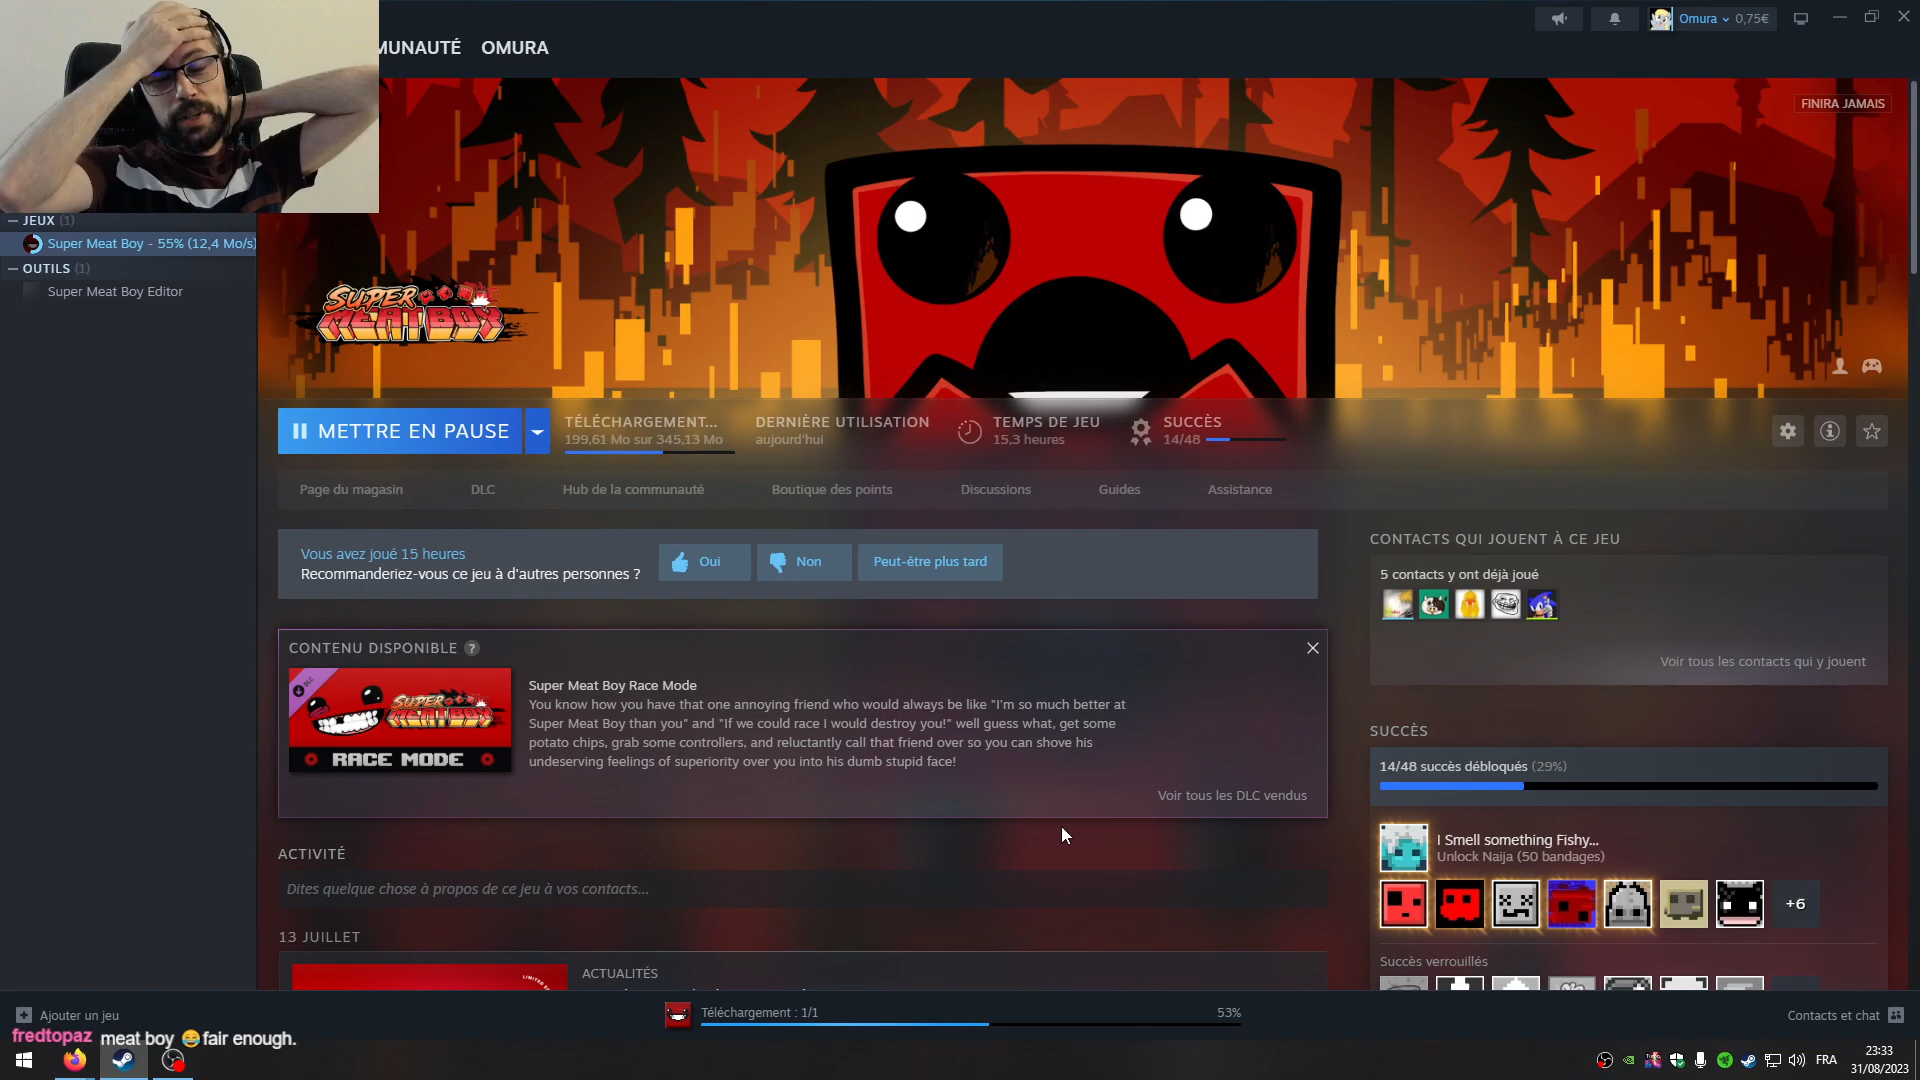 MUNAUTÉ OMURA
Omura 0,75€
FINIRA JAMAIS
JEUX (1)
Super Meat Boy - 55% (12,4 Mo/s)
OUTILS (1)
Super Meat Boy Editor
SUPER
MEAT BOY
METTRE EN PAUSE
TÉLÉCHARGEMENT...
199,61 Mo sur 345,13 Mo
DERNIÈRE UTILISATION
aujourd'hui
TEMPS DE JEU
15,3 heures
SUCCÈS
14/48
Page du magasin
DLC
Hub de la communauté
Boutique des points
Discussions
Guides
Assistance
Vous avez joué 15 heures
Recommanderiez-vous ce jeu à d'autres personnes ?
Oui
Non
Peut-être plus tard
CONTENU DISPONIBLE ?
DLC
SUPER
MEAT BOY
RACE MODE
Super Meat Boy Race Mode
You know how you have that one annoying friend who would always be like "I'm so much better at
Super Meat Boy than you" and "If we could race I would destroy you!" well guess what, get some
potato chips, grab some controllers, and reluctantly call that friend over so you can shove his
undeserving feelings of superiority over you into his dumb stupid face!
Voir tous les DLC vendus
ACTIVITÉ
Dites quelque chose à propos de ce jeu à vos contacts...
13 JUILLET
ACTUALITÉS
CONTACTS QUI JOUENT À CE JEU
5 contacts y ont déjà joué
Voir tous les contacts qui y jouent
SUCCÈS
14/48 succès débloqués (29%)
I Smell something Fishy...
Unlock Naija (50 bandages)
+6
Succès verrouillés
Ajouter un jeu
Téléchargement : 1/1
53%
Contacts et chat
fredtopaz meat boy 😂fair enough.
FRA
23:33
31/08/2023